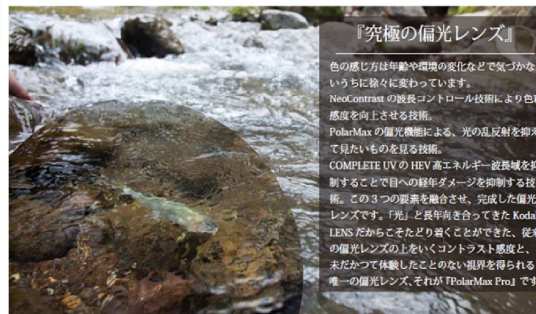 『究極の偏光レンズ』
色の感じ方は年齢や環境の変化などで気づかな
いうちに徐々に変わっています。
NeoContrast の波長コントロール技術により色
感度を向上させる技術。
PolarMax の偏光機能による、光の乱反射を抑え
て見たいものを見る技術。
COMPLETE UV の HEV 高エネルギー波長域を抑
制することで目への経年ダメージを抑制する技
術。この 3 つの要素を融合させ、完成した偏光
レンズです。「光」と長年向き合ってきた Kodak
LENS だからこそたどり着くことができた、従来
の偏光レンズの上をいくコントラスト感度と、
未だかつて体験したことのない視界を得られる
唯一の偏光レンズ、それが『PolarMax Pro』です